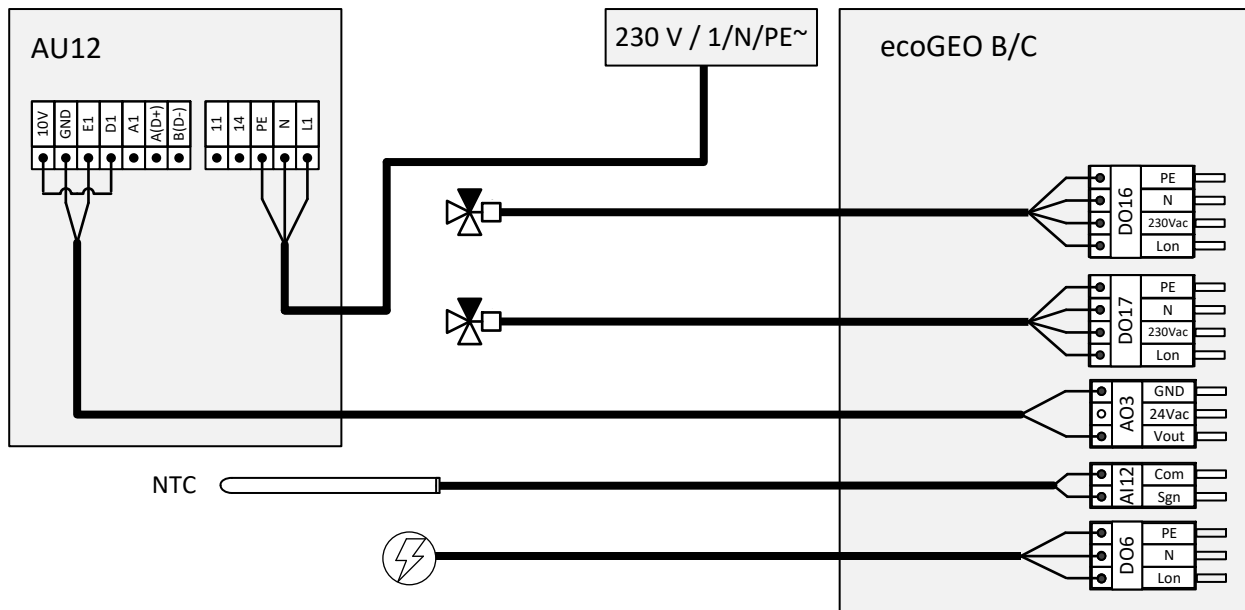 AU12
230 V / 1/N/PE~
ecoGEO B/C
10V
GND
E1
D1
A1
A(D+)
B(D-)
11
14
PE
N
L1
DO16
PE
N
230Vac
Lon
DO17
PE
N
230Vac
Lon
AO3
GND
24Vac
Vout
NTC
AI12
Com
Sgn
DO6
PE
N
Lon